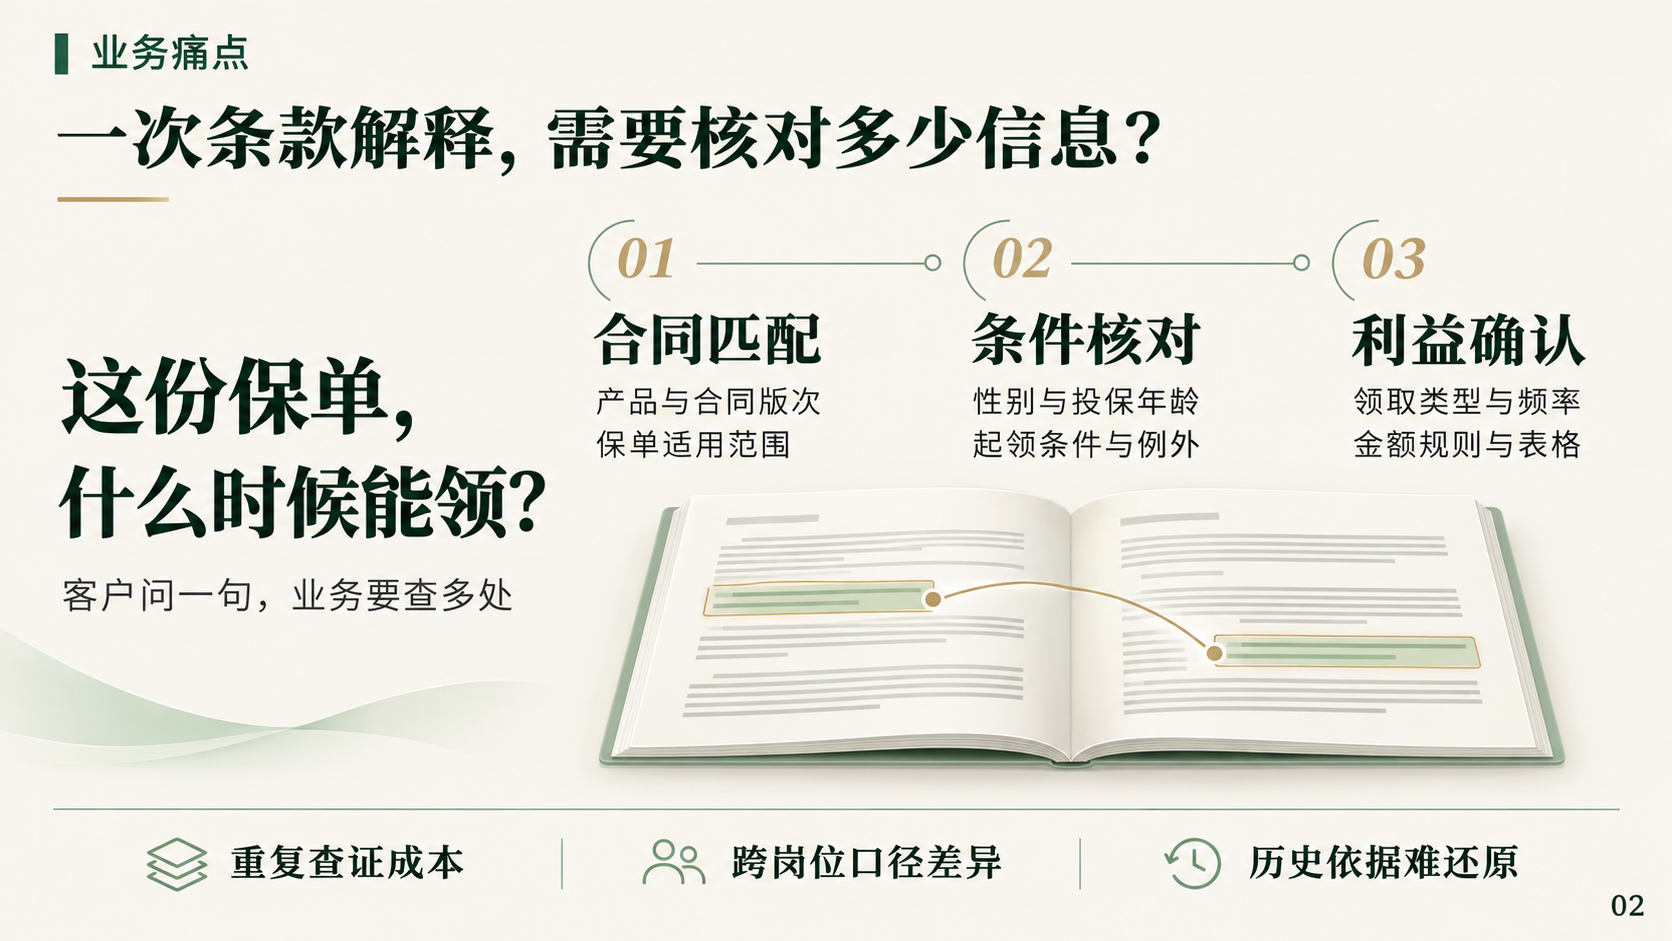 业务痛点
一次条款解释，需要核对多少信息？
这份保单，
什么时候能领？
客户问一句，业务要查多处
01
合同匹配
产品与合同版次
保单适用范围
02
条件核对
性别与投保年龄
起领条件与例外
03
利益确认
领取类型与频率
金额规则与表格
重复查证成本
跨岗位口径差异
历史依据难还原
02